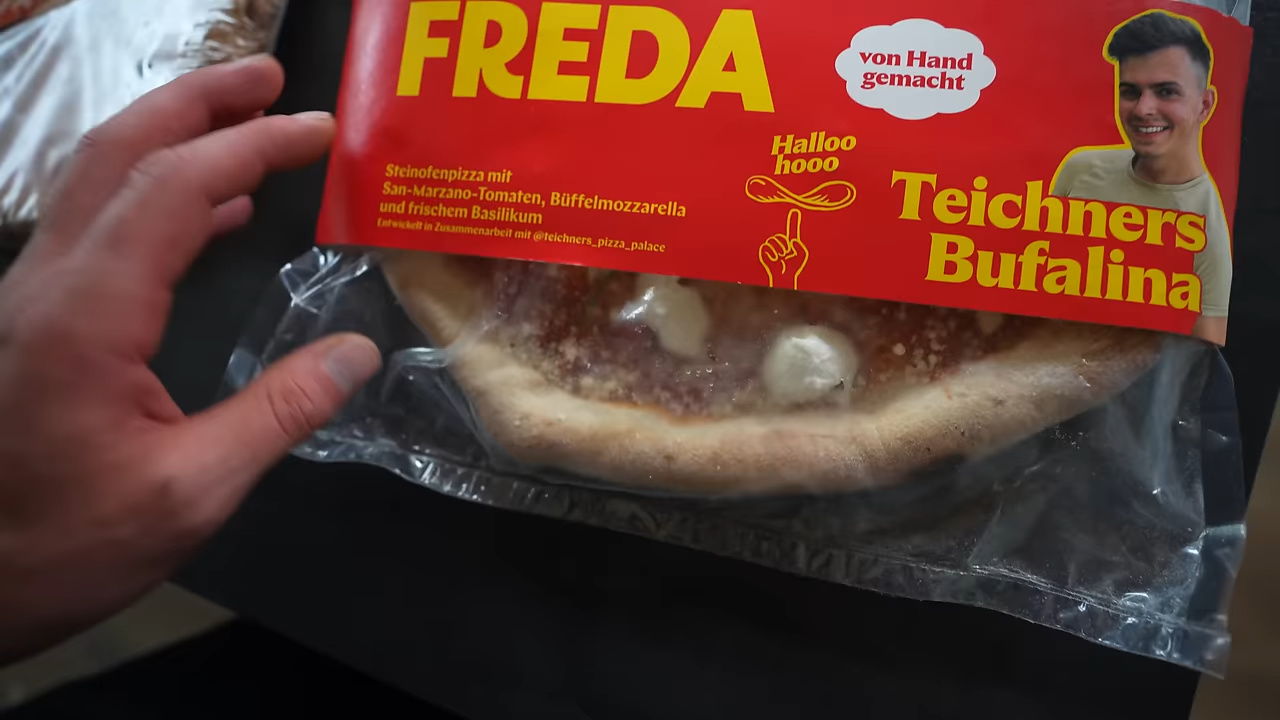 FREDA
von Hand
gemacht
Halloo
hooo
Steinofenpizza mit
San-Marzano-Tomaten, Büffelmozzarella
und frischem Basilikum
Entwickelt in Zusammenarbeit mit @teichners_pizza_palace
Teichners
Bufalina